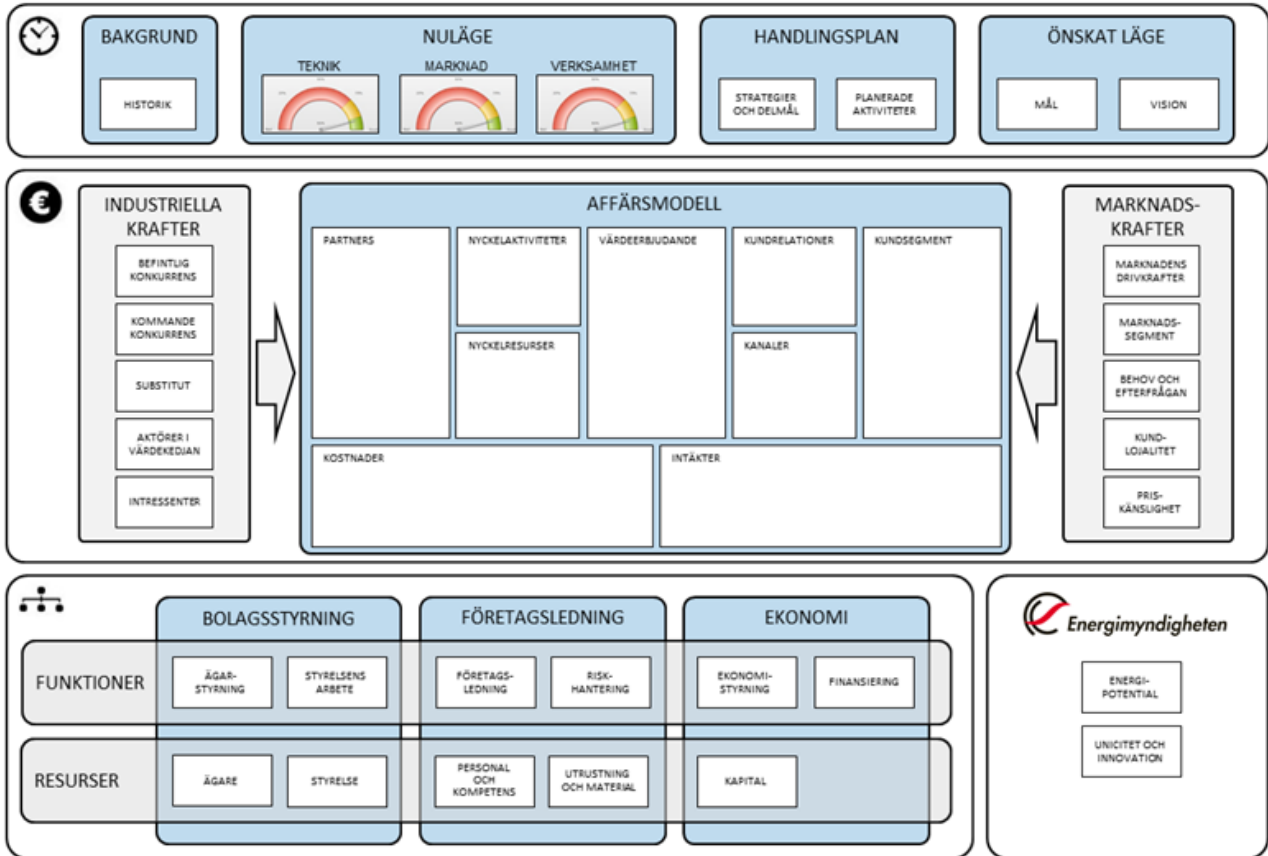 BAKGRUND
HISTORIK
NULÄGE
TEKNIK
MARKNAD
VERKSAMHET
HANDLINGSPLAN
STRATEGIER
OCH DELMÅL
PLANERADE
AKTIVITETER
ÖNSKAT LÄGE
MÅL
VISION
INDUSTRIELLA
KRAFTER
BEFINTLIG
KONKURRENS
KOMMANDE
KONKURRENS
SUBSTITUT
AKTÖRER I
VÄRDEKEDJAN
INTRESSENTER
AFFÄRSMODELL
PARTNERS
NYCKELAKTIVITETER
NYCKELRESURSER
VÄRDEERBJUDANDE
KUNDRELATIONER
KANALER
KUNDSEGMENT
KOSTNADER
INTÄKTER
MARKNADS-
KRAFTER
MARKNADENS
DRIVKRAFTER
MARKNADS-
SEGMENT
BEHOV OCH
EFTERFRÅGAN
KUND-
LOJALITET
PRIS-
KÄNSLIGHET
BOLAGSSTYRNING
FÖRETAGSLEDNING
EKONOMI
FUNKTIONER
ÄGAR-
STYRNING
STYRELSENS
ARBETE
FÖRETAGS-
LEDNING
RISK-
HANTERING
EKONOMI-
STYRNING
FINANSIERING
RESURSER
ÄGARE
STYRELSE
PERSONAL
OCH
KOMPETENS
UTRUSTNING
OCH MATERIAL
KAPITAL
Energimyndigheten
ENERGI-
POTENTIAL
UNICITET OCH
INNOVATION